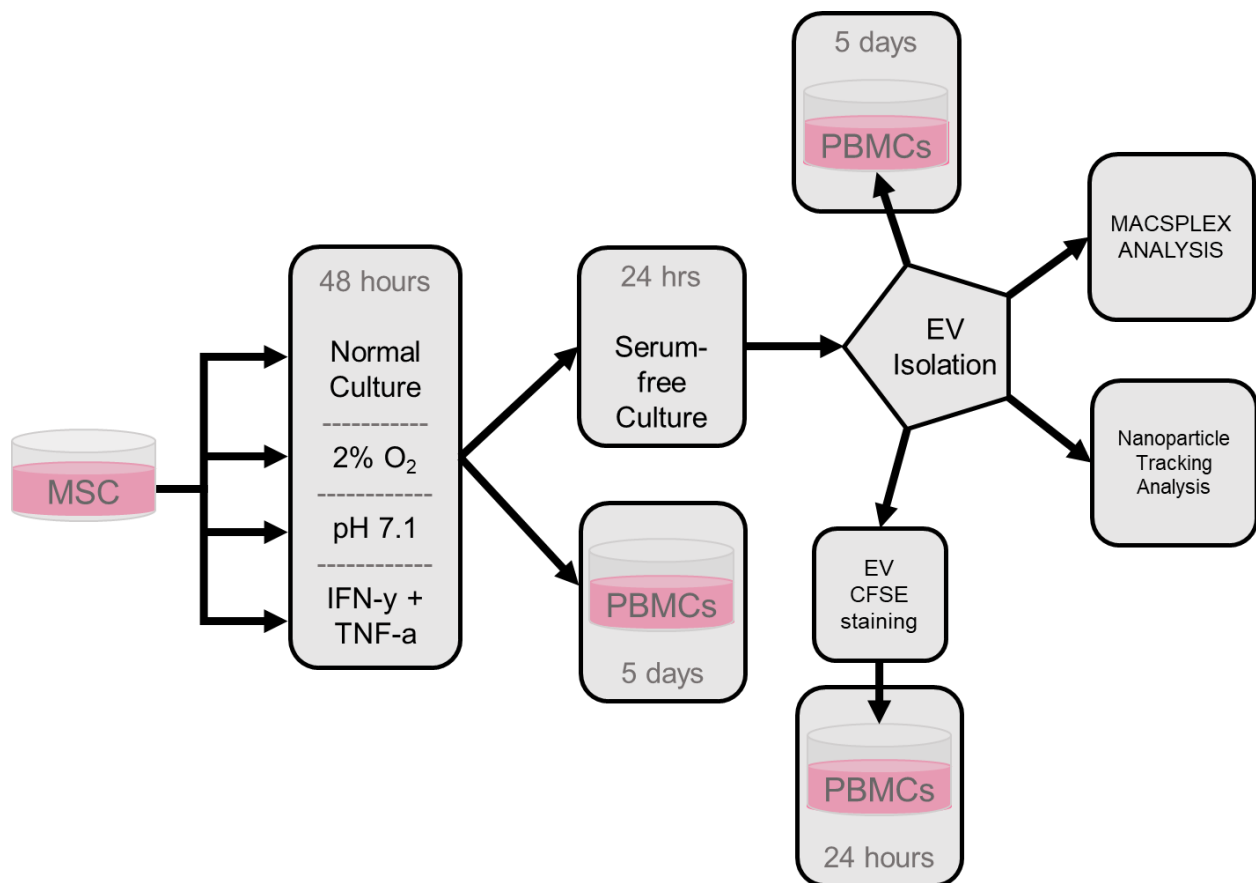 MSC
48 hours
Normal
Culture
------------
2% O₂
-------------
pH 7.1
-------------
IFN-y +
TNF-a
24 hrs
Serum-
free
Culture
PBMCs
5 days
EV
Isolation
5 days
PBMCs
MACSPLEX
ANALYSIS
Nanoparticle
Tracking
Analysis
EV
CFSE
staining
PBMCs
24 hours